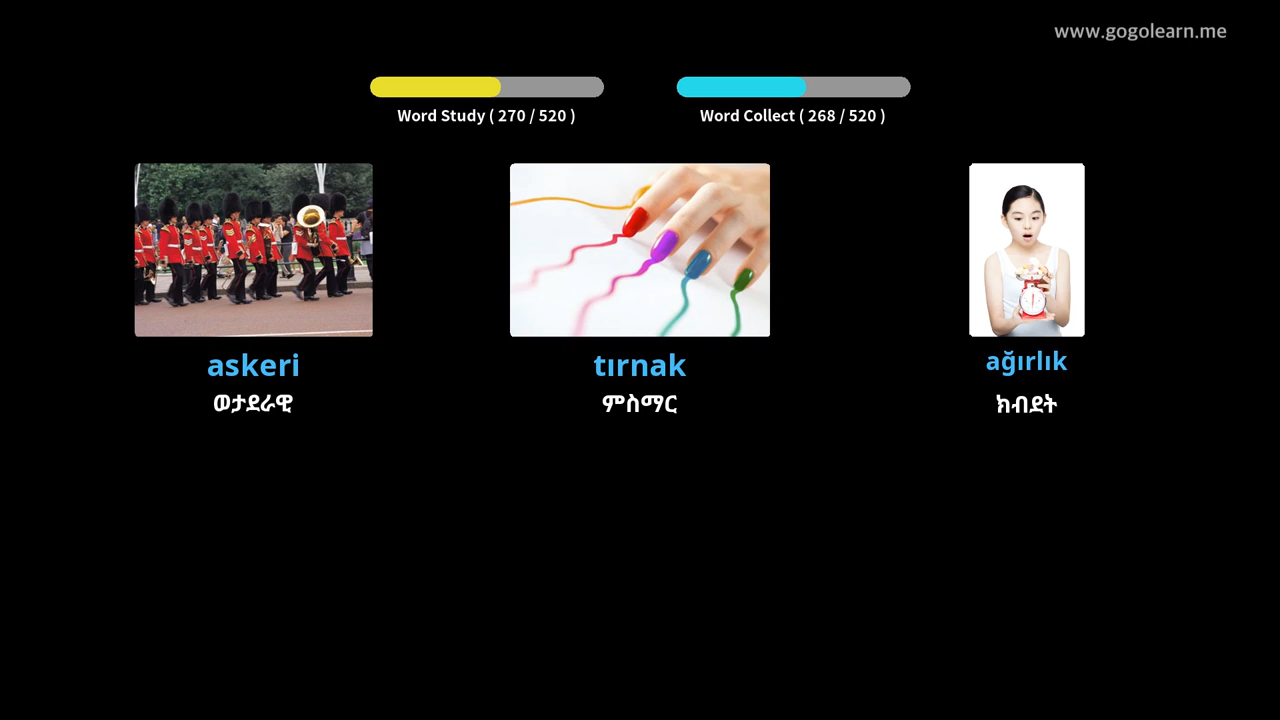 www.gogolearn.me
Word Study ( 270 / 520 )
Word Collect ( 268 / 520 )
askeri
ወታደራዊ
tırnak
ምስማር
ağırlık
ክብደት